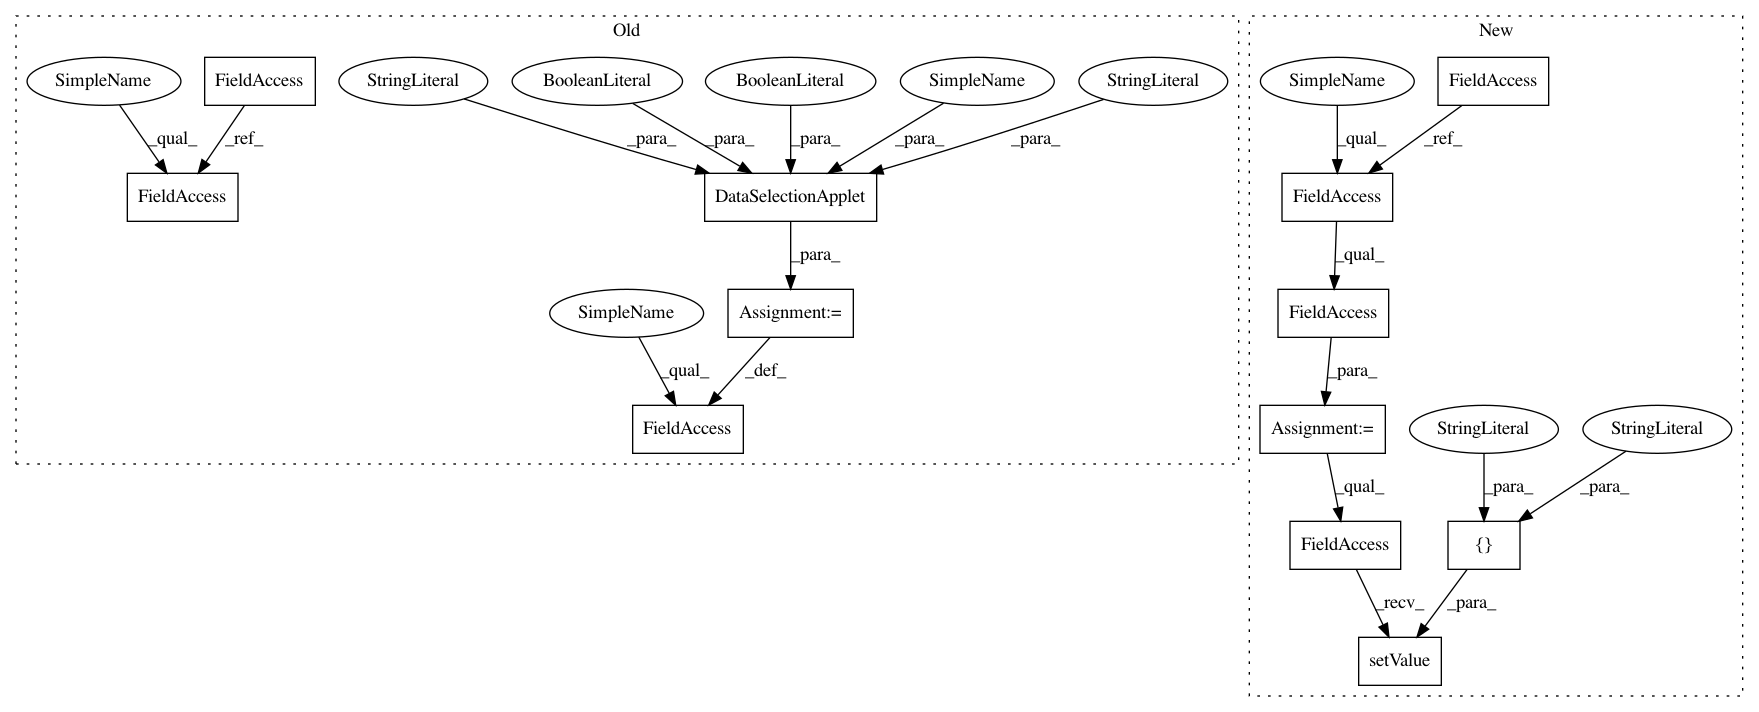 Old
New
SimpleName
FieldAccess
StringLiteral
BooleanLiteral
BooleanLiteral
SimpleName
StringLiteral
SimpleName
FieldAccess
_qual_
_ref_
_para_
_para_
_para_
_para_
_para_
_qual_
_ref_
FieldAccess
DataSelectionApplet
FieldAccess
_para_
_qual_
SimpleName
Assignment:=
FieldAccess
_qual_
_def_
_para_
FieldAccess
Assignment:=
StringLiteral
StringLiteral
_qual_
_para_
_para_
FieldAccess
{}
_recv_
_para_
setValue